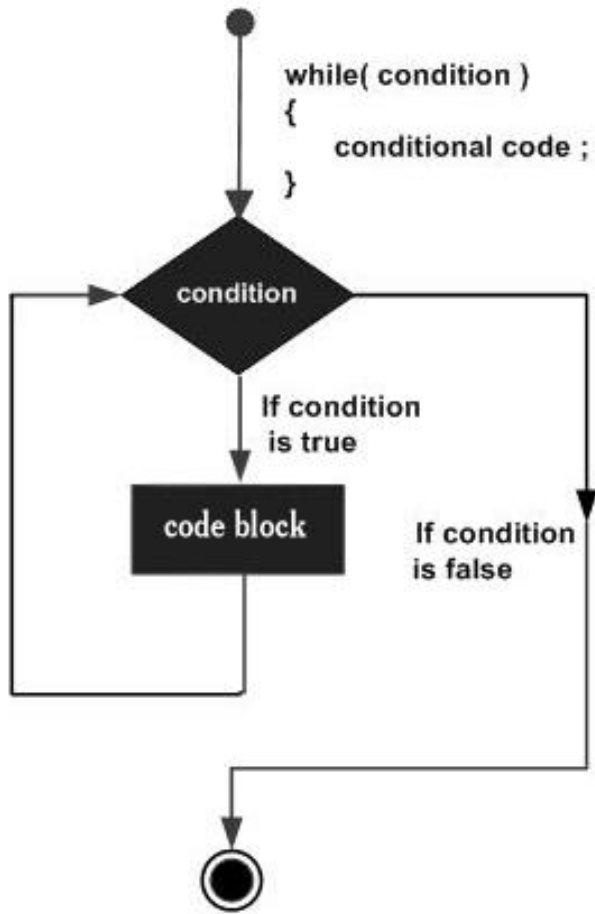 while( condition )
{
conditional code ;
}
condition
If condition
is true
code block
If condition
is false